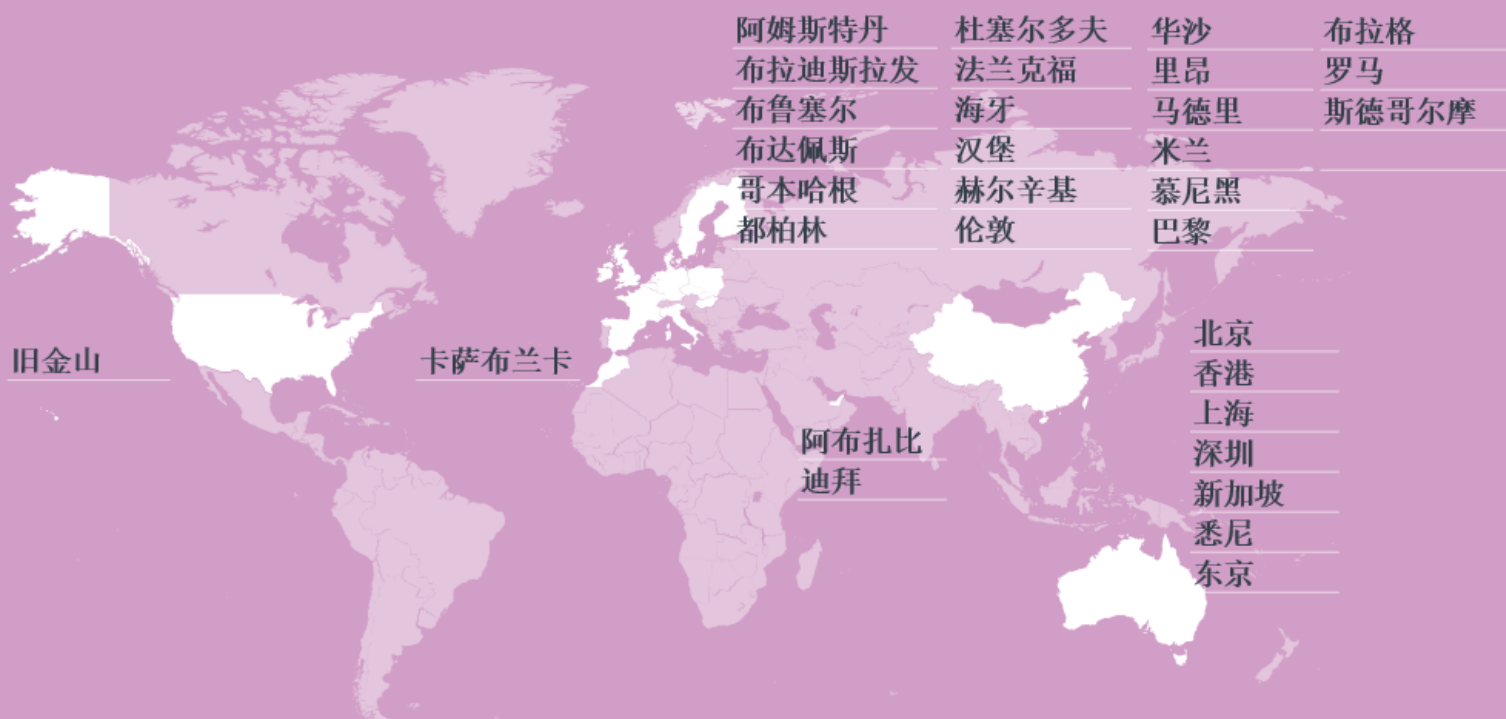 阿姆斯特丹
布拉迪斯拉发
布鲁塞尔
布达佩斯
哥本哈根
都柏林
杜塞尔多夫
法兰克福
海牙
汉堡
赫尔辛基
伦敦
华沙
里昂
马德里
米兰
慕尼黑
巴黎
布拉格
罗马
斯德哥尔摩
旧金山
卡萨布兰卡
阿布扎比
迪拜
北京
香港
上海
深圳
新加坡
悉尼
东京